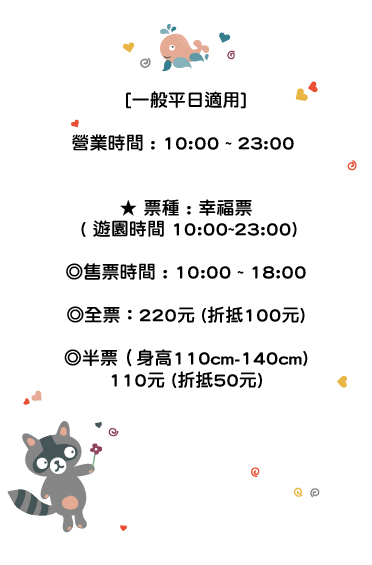 [一般平日適用]
營業時間：10:00 ~ 23:00
★ 票種：幸福票
( 遊園時間 10:00~23:00)
◎售票時間：10:00 ~ 18:00
◎全票：220元 (折抵100元)
◎半票（身高110cm-140cm)
110元 (折抵50元)